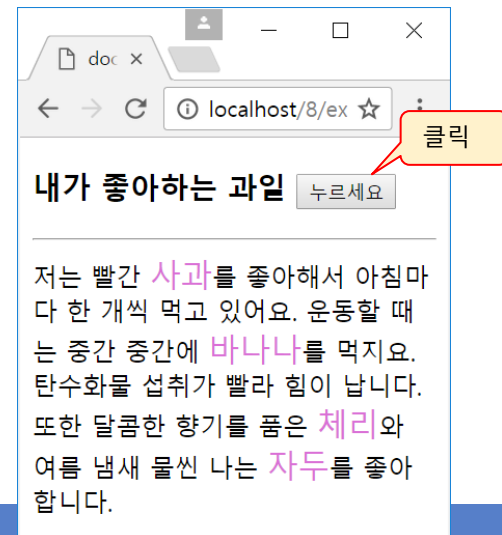 doc
localhost/8/ex
클릭
내가 좋아하는 과일 누르세요
저는 빨간 사과를 좋아해서 아침마
다 한 개씩 먹고 있어요. 운동할 때
는 중간 중간에 바나나를 먹지요.
탄수화물 섭취가 빨라 힘이 납니다.
또한 달콤한 향기를 품은 체리와
여름 냄새 물씬 나는 자두를 좋아
합니다.